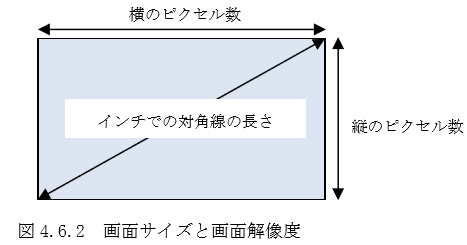 横のピクセル数
インチでの対角線の長さ
縦のピクセル数
図 4.6.2　画面サイズと画面解像度